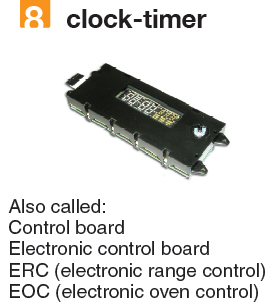 8 clock-timer
Also called:
Control board
Electronic control board
ERC (electronic range control)
EOC (electronic oven control)